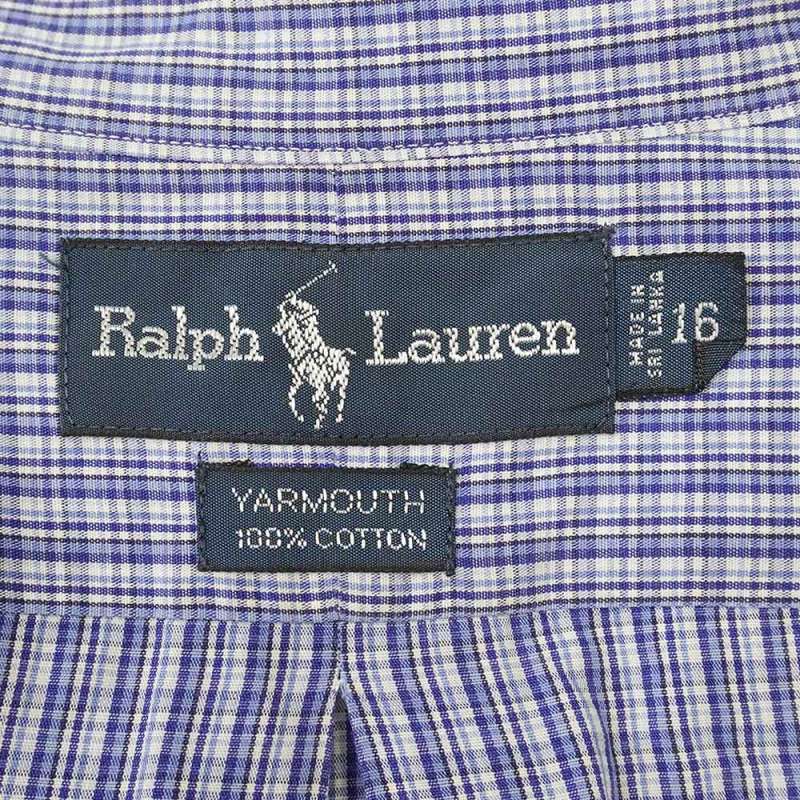 Ralph Lauren
MADE IN
SRI LANKA
16
YARMOUTH
100% COTTON